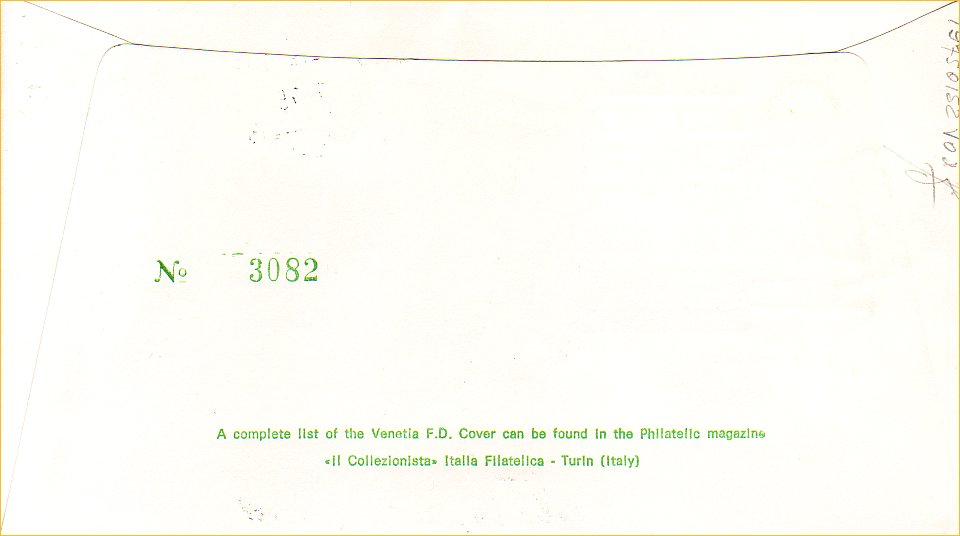 № 3082
A complete list of the Venetia F.D. Cover can be found in the Philatelic magazine
«Il Collezionista» Italia Filatelica - Turin (Italy)